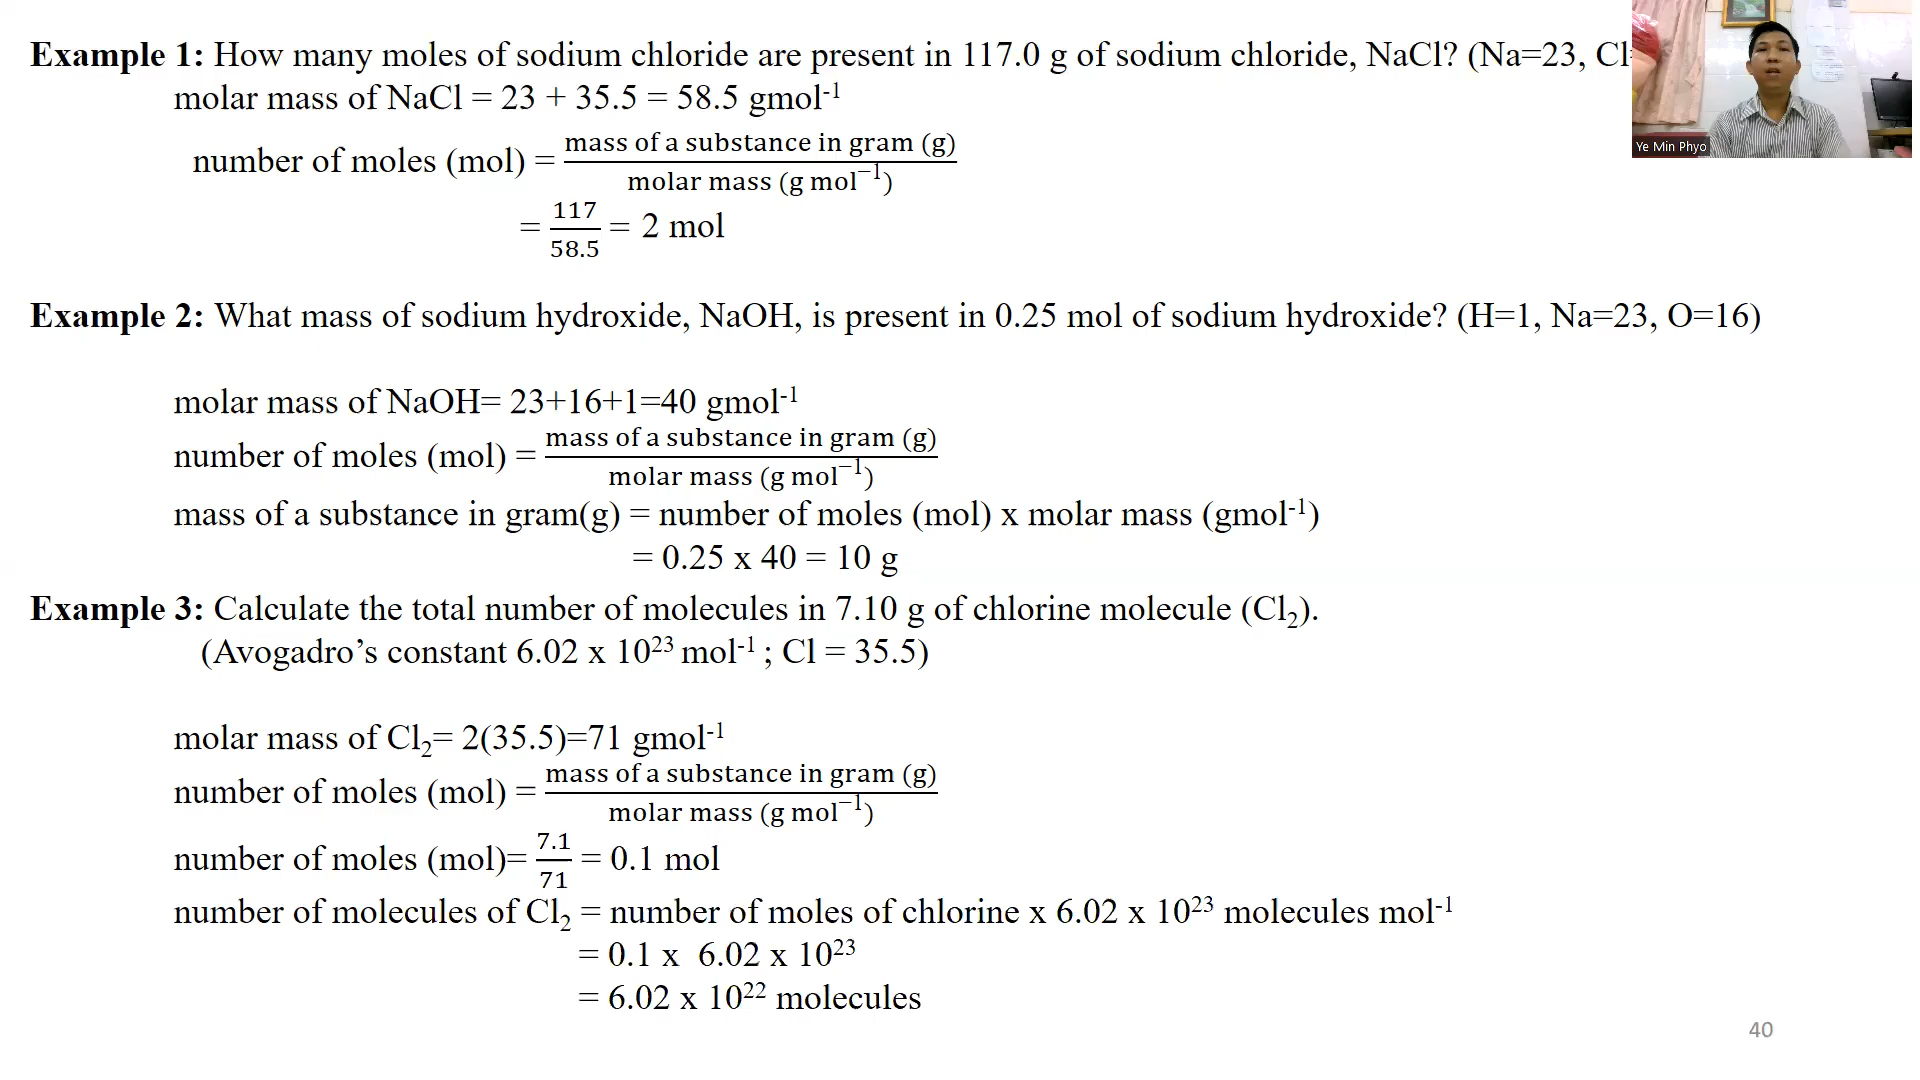 Example 1: How many moles of sodium chloride are present in 117.0 g of sodium chloride, NaCl? (Na=23, Cl
Ye Min Phyo
molar mass of NaCl = 23 + 35.5 = 58.5 gmol⁻¹
number of moles (mol) = mass of a substance in gram (g) / molar mass (g mol⁻¹)
= 117 / 58.5 = 2 mol
Example 2: What mass of sodium hydroxide, NaOH, is present in 0.25 mol of sodium hydroxide? (H=1, Na=23, O=16)
molar mass of NaOH= 23+16+1=40 gmol⁻¹
number of moles (mol) = mass of a substance in gram (g) / molar mass (g mol⁻¹)
mass of a substance in gram(g) = number of moles (mol) x molar mass (gmol⁻¹)
= 0.25 x 40 = 10 g
Example 3: Calculate the total number of molecules in 7.10 g of chlorine molecule (Cl₂).
(Avogadro’s constant 6.02 x 10²³ mol⁻¹ ; Cl = 35.5)
molar mass of Cl₂= 2(35.5)=71 gmol⁻¹
number of moles (mol) = mass of a substance in gram (g) / molar mass (g mol⁻¹)
number of moles (mol)= 7.1 / 71 = 0.1 mol
number of molecules of Cl₂ = number of moles of chlorine x 6.02 x 10²³ molecules mol⁻¹
= 0.1 x 6.02 x 10²³
= 6.02 x 10²² molecules
40